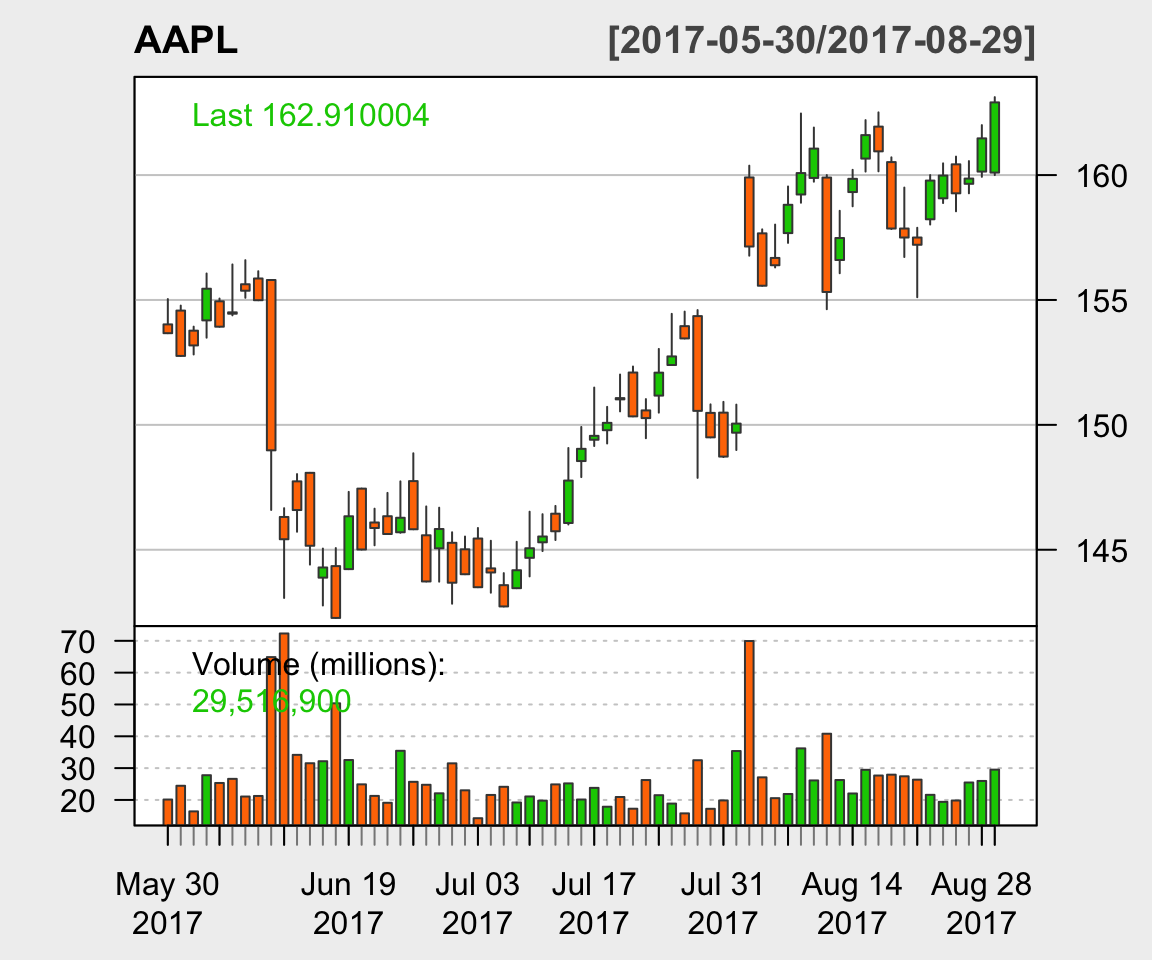 AAPL [2017-05-30/2017-08-29]
Last 162.910004
160
155
150
145
Volume (millions):
29,516,900
70
60
50
40
30
20
May 30 Jun 19 Jul 03 Jul 17 Jul 31 Aug 14 Aug 28
2017 2017 2017 2017 2017 2017 2017